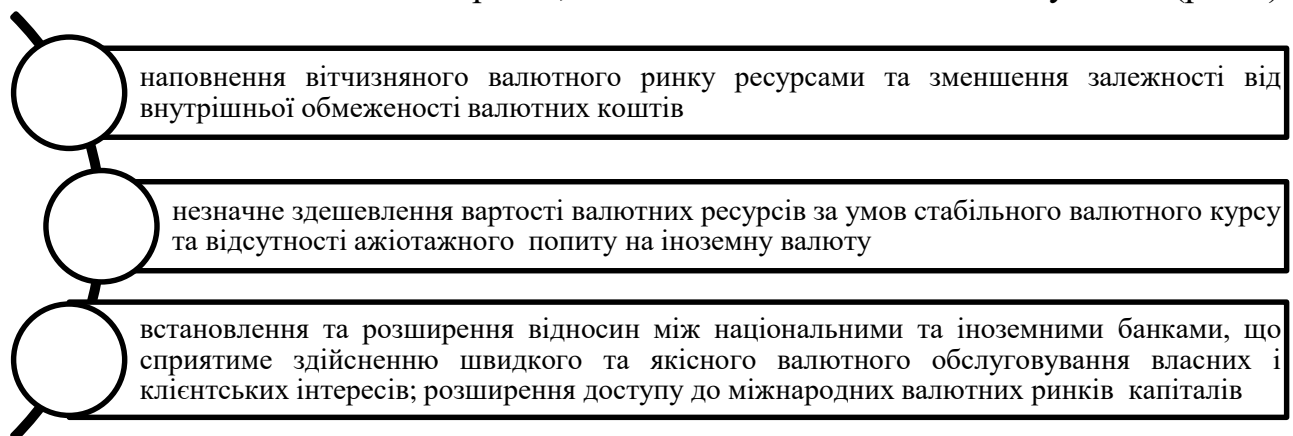 наповнення вітчизняного валютного ринку ресурсами та зменшення залежності від
внутрішньої обмеженості валютних коштів
незначне здешевлення вартості валютних ресурсів за умов стабільного валютного курсу
та відсутності ажіотажного попиту на іноземну валюту
встановлення та розширення відносин між національними та іноземними банками, що
сприятиме здійсненню швидкого та якісного валютного обслуговування власних і
клієнтських інтересів; розширення доступу до міжнародних валютних ринків капіталів